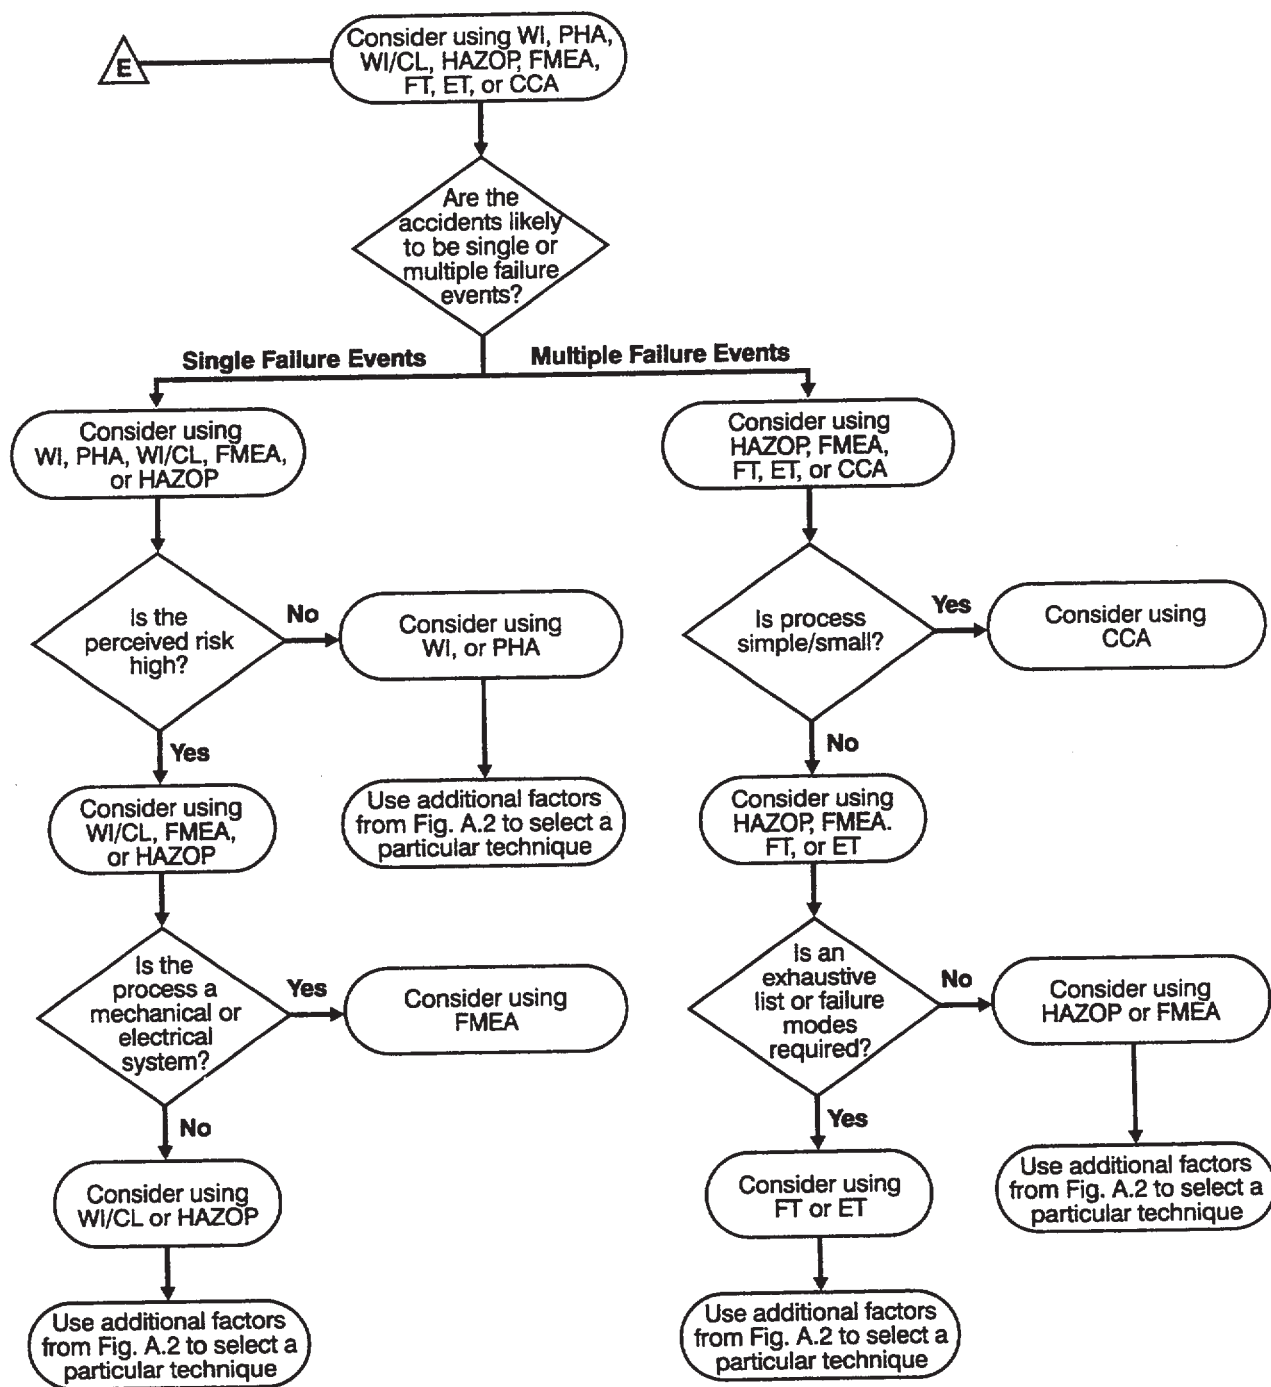 E
Consider using WI, PHA,
WI/CL, HAZOP, FMEA,
FT, ET, or CCA
Are the
accidents likely
to be single or
multiple failure
events?
Single Failure Events
Multiple Failure Events
Consider using
WI, PHA, WI/CL, FMEA,
or HAZOP
Consider using
HAZOP, FMEA,
FT, ET, or CCA
Is the
perceived risk
high?
No
Consider using
WI, or PHA
Is process
simple/small?
Yes
Consider using
CCA
Yes
No
Consider using
WI/CL, FMEA,
or HAZOP
Use additional factors
from Fig. A.2 to select a
particular technique
Consider using
HAZOP, FMEA.
FT, or ET
Is the
process a
mechanical or
electrical
system?
Yes
Consider using
FMEA
Is an
exhaustive
list or failure
modes
required?
No
Consider using
HAZOP or FMEA
No
Yes
Consider using
WI/CL or HAZOP
Consider using
FT or ET
Use additional factors
from Fig. A.2 to select a
particular technique
Use additional factors
from Fig. A.2 to select a
particular technique
Use additional factors
from Fig. A.2 to select a
particular technique